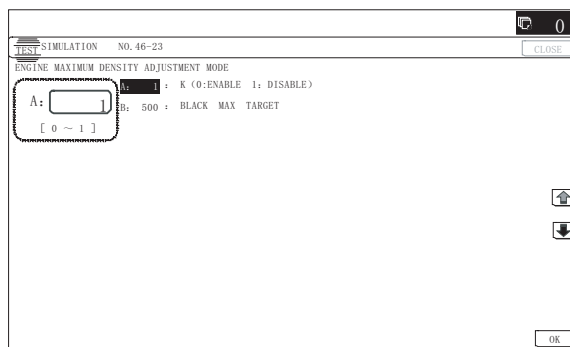 0
TEST SIMULATION NO.46-23
CLOSE
ENGINE MAXIMUM DENSITY ADJUSTMENT MODE
A: 1
[ 0 ～ 1 ]
A: 1 : K (0:ENABLE 1: DISABLE)
B: 500 : BLACK MAX TARGET
OK